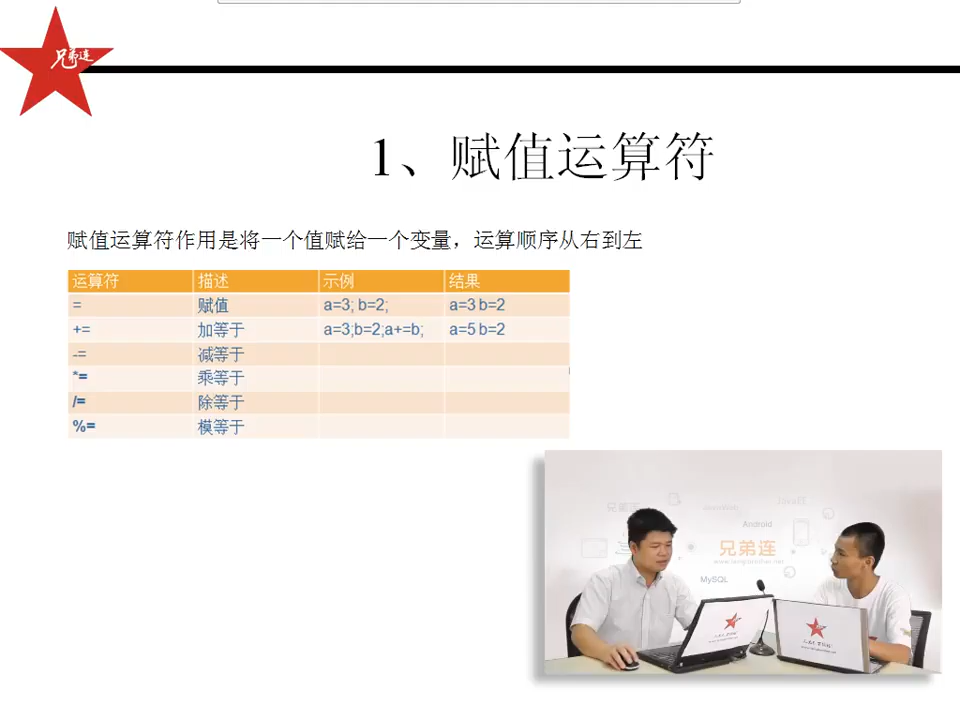 兄弟连
1、赋值运算符
赋值运算符作用是将一个值赋给一个变量，运算顺序从右到左
运算符 描述 示例 结果
= 赋值 a=3; b=2; a=3 b=2
+= 加等于 a=3;b=2;a+=b; a=5 b=2
-= 减等于
*= 乘等于
/= 除等于
%= 模等于
兄弟连
Android
兄弟连
MySQL